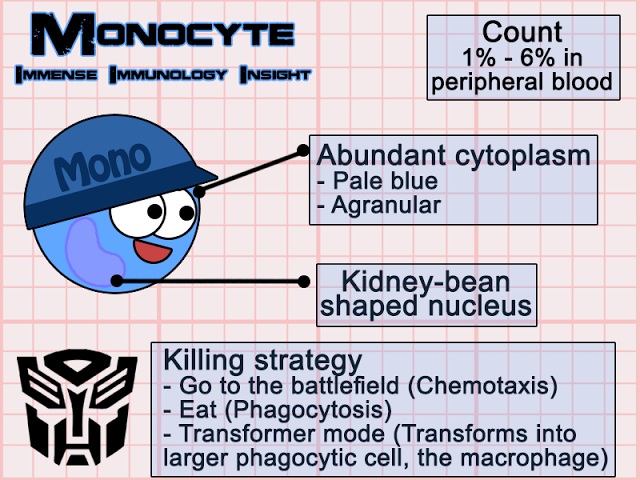 Monocyte
Immense Immunology Insight
Count
1% - 6% in
peripheral blood
Mono
Abundant cytoplasm
- Pale blue
- Agranular
Kidney-bean
shaped nucleus
Killing strategy
- Go to the battlefield (Chemotaxis)
- Eat (Phagocytosis)
- Transformer mode (Transforms into
larger phagocytic cell, the macrophage)